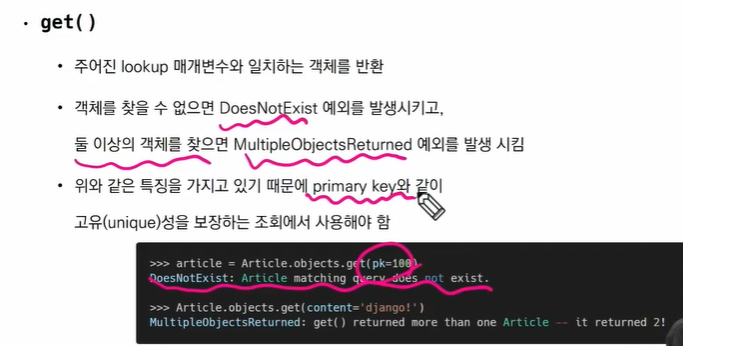 • get()
• 주어진 lookup 매개변수와 일치하는 객체를 반환
• 객체를 찾을 수 없으면 DoesNotExist 예외를 발생시키고,
둘 이상의 객체를 찾으면 MultipleObjectsReturned 예외를 발생 시킴
• 위와 같은 특징을 가지고 있기 때문에 primary key와 같이
고유(unique)성을 보장하는 조회에서 사용해야 함
>>> article = Article.objects.get(pk=100)
DoesNotExist: Article matching query does not exist.
>>> Article.objects.get(content='django!')
MultipleObjectsReturned: get() returned more than one Article -- it returned 2!